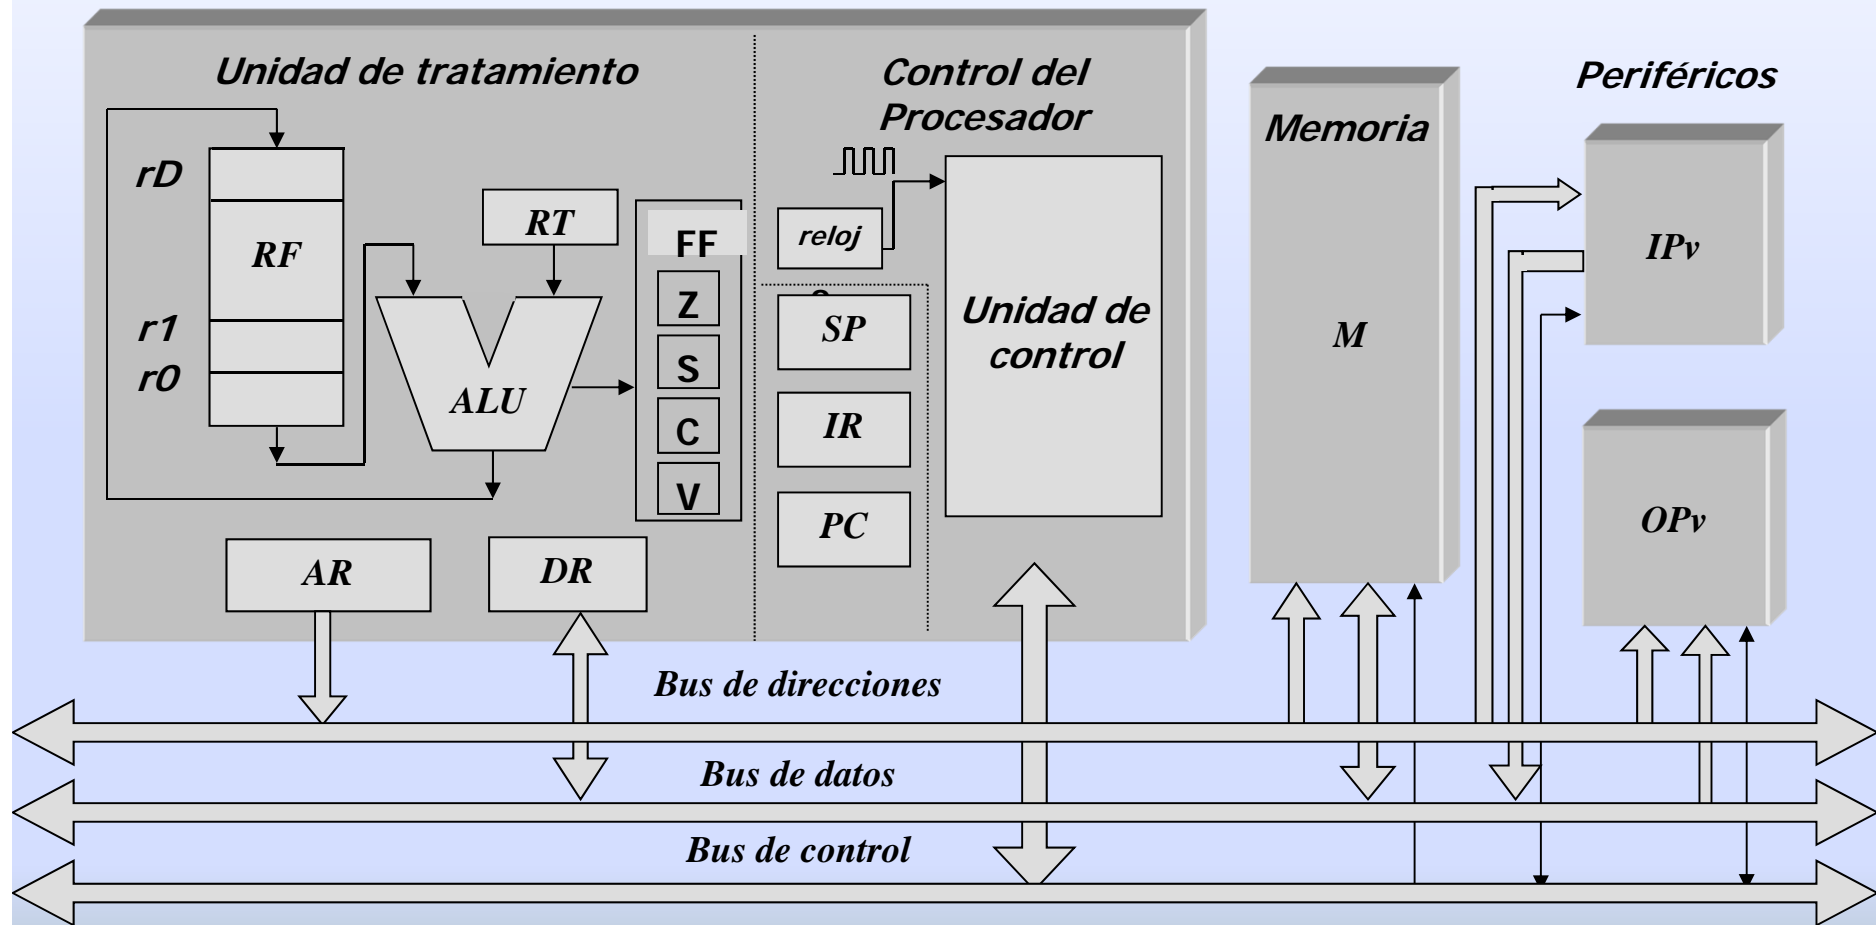 Unidad de tratamiento
Control del
Procesador
Memoria
Periféricos
rD
RF
r1
r0
RT
ALU
FF
Z
S
C
V
reloj
SP
IR
PC
Unidad de
control
M
IPv
OPv
AR
DR
Bus de direcciones
Bus de datos
Bus de control